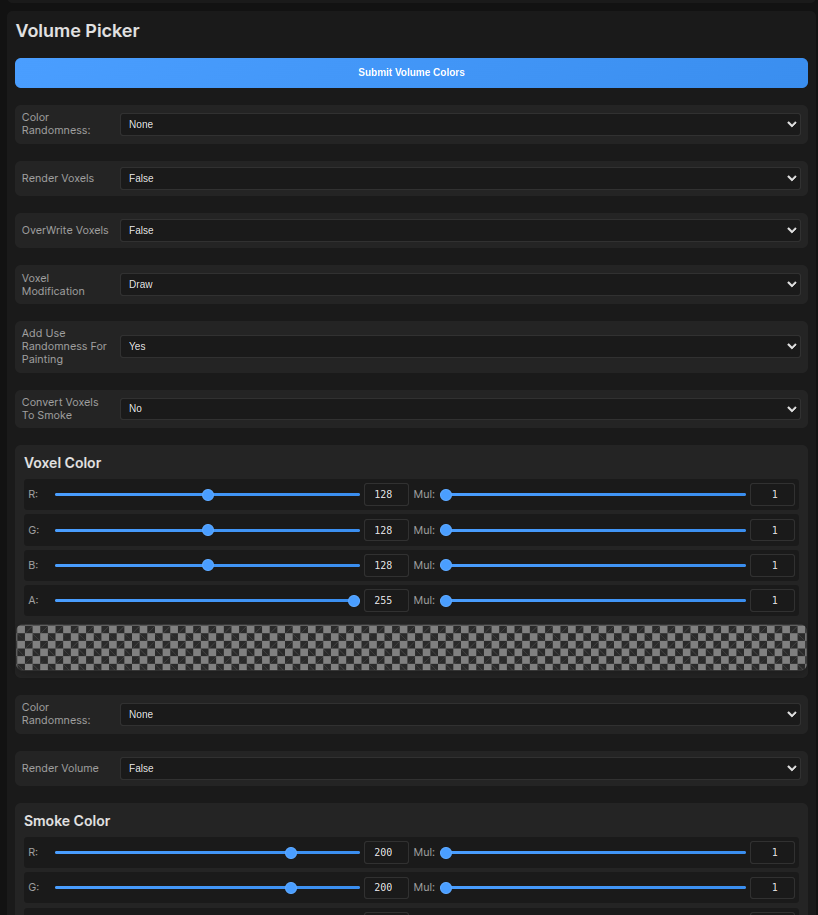 Volume Picker
Submit Volume Colors
Color
Randomness:
None
Render Voxels
False
OverWrite Voxels
False
Voxel
Modification
Draw
Add Use
Randomness For
Painting
Yes
Convert Voxels
To Smoke
No
Voxel Color
R: 128 Mul: 1
G: 128 Mul: 1
B: 128 Mul: 1
A: 255 Mul: 1
Color
Randomness:
None
Render Volume
False
Smoke Color
R: 200 Mul: 1
G: 200 Mul: 1